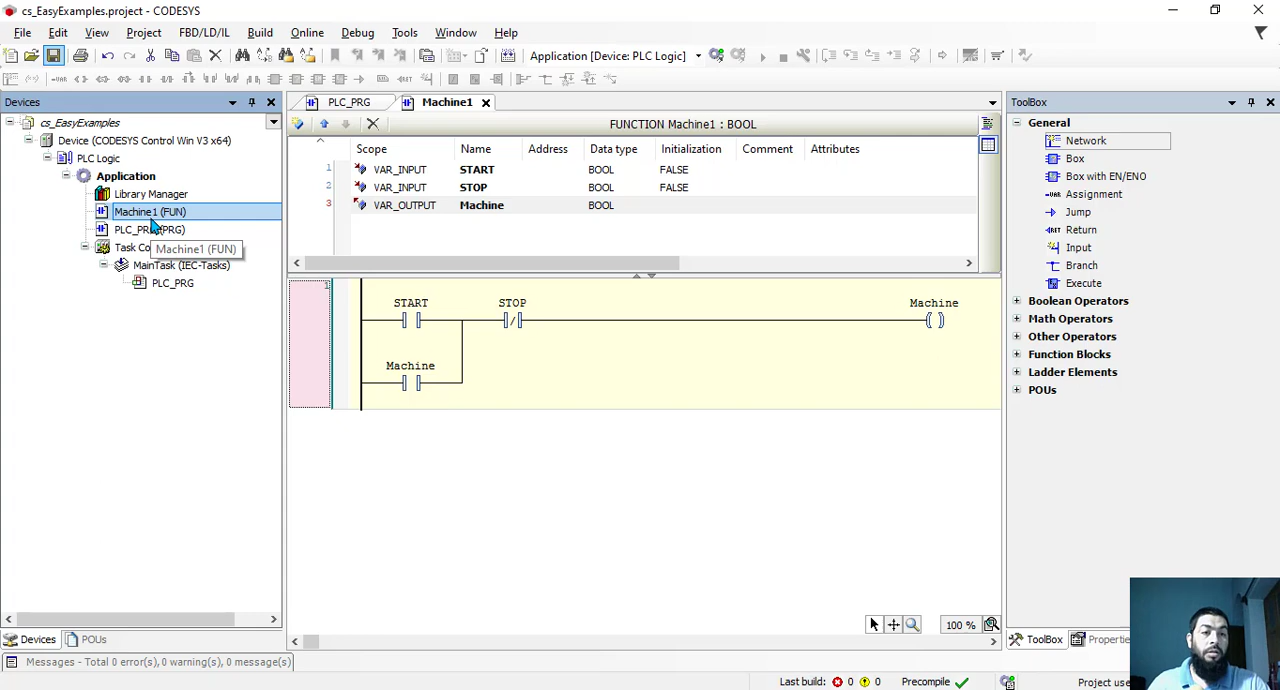 cs_EasyExamples.project - CODESYS
File Edit View Project FBD/LD/IL Build Online Debug Tools Window Help
Application [Device: PLC Logic]
Devices
PLC_PRG Machine1
ToolBox
cs_EasyExamples
Device (CODESYS Control Win V3 x64)
PLC Logic
Application
Library Manager
Machine1 (FUN)
PLC_PRG (PRG)
Task Co
Machine1 (FUN)
MainTask (IEC-Tasks)
PLC_PRG
FUNCTION Machine1 : BOOL
Scope Name Address Data type Initialization Comment Attributes
1 VAR_INPUT START BOOL FALSE
2 VAR_INPUT STOP BOOL FALSE
3 VAR_OUTPUT Machine BOOL
1
START STOP Machine
Machine
General
Network
Box
Box with EN/ENO
Assignment
Jump
Return
Input
Branch
Execute
Boolean Operators
Math Operators
Other Operators
Function Blocks
Ladder Elements
POUs
100 %
Devices POUs
ToolBox Properties
Messages - Total 0 error(s), 0 warning(s), 0 message(s)
Last build: 0 0 Precompile Project use